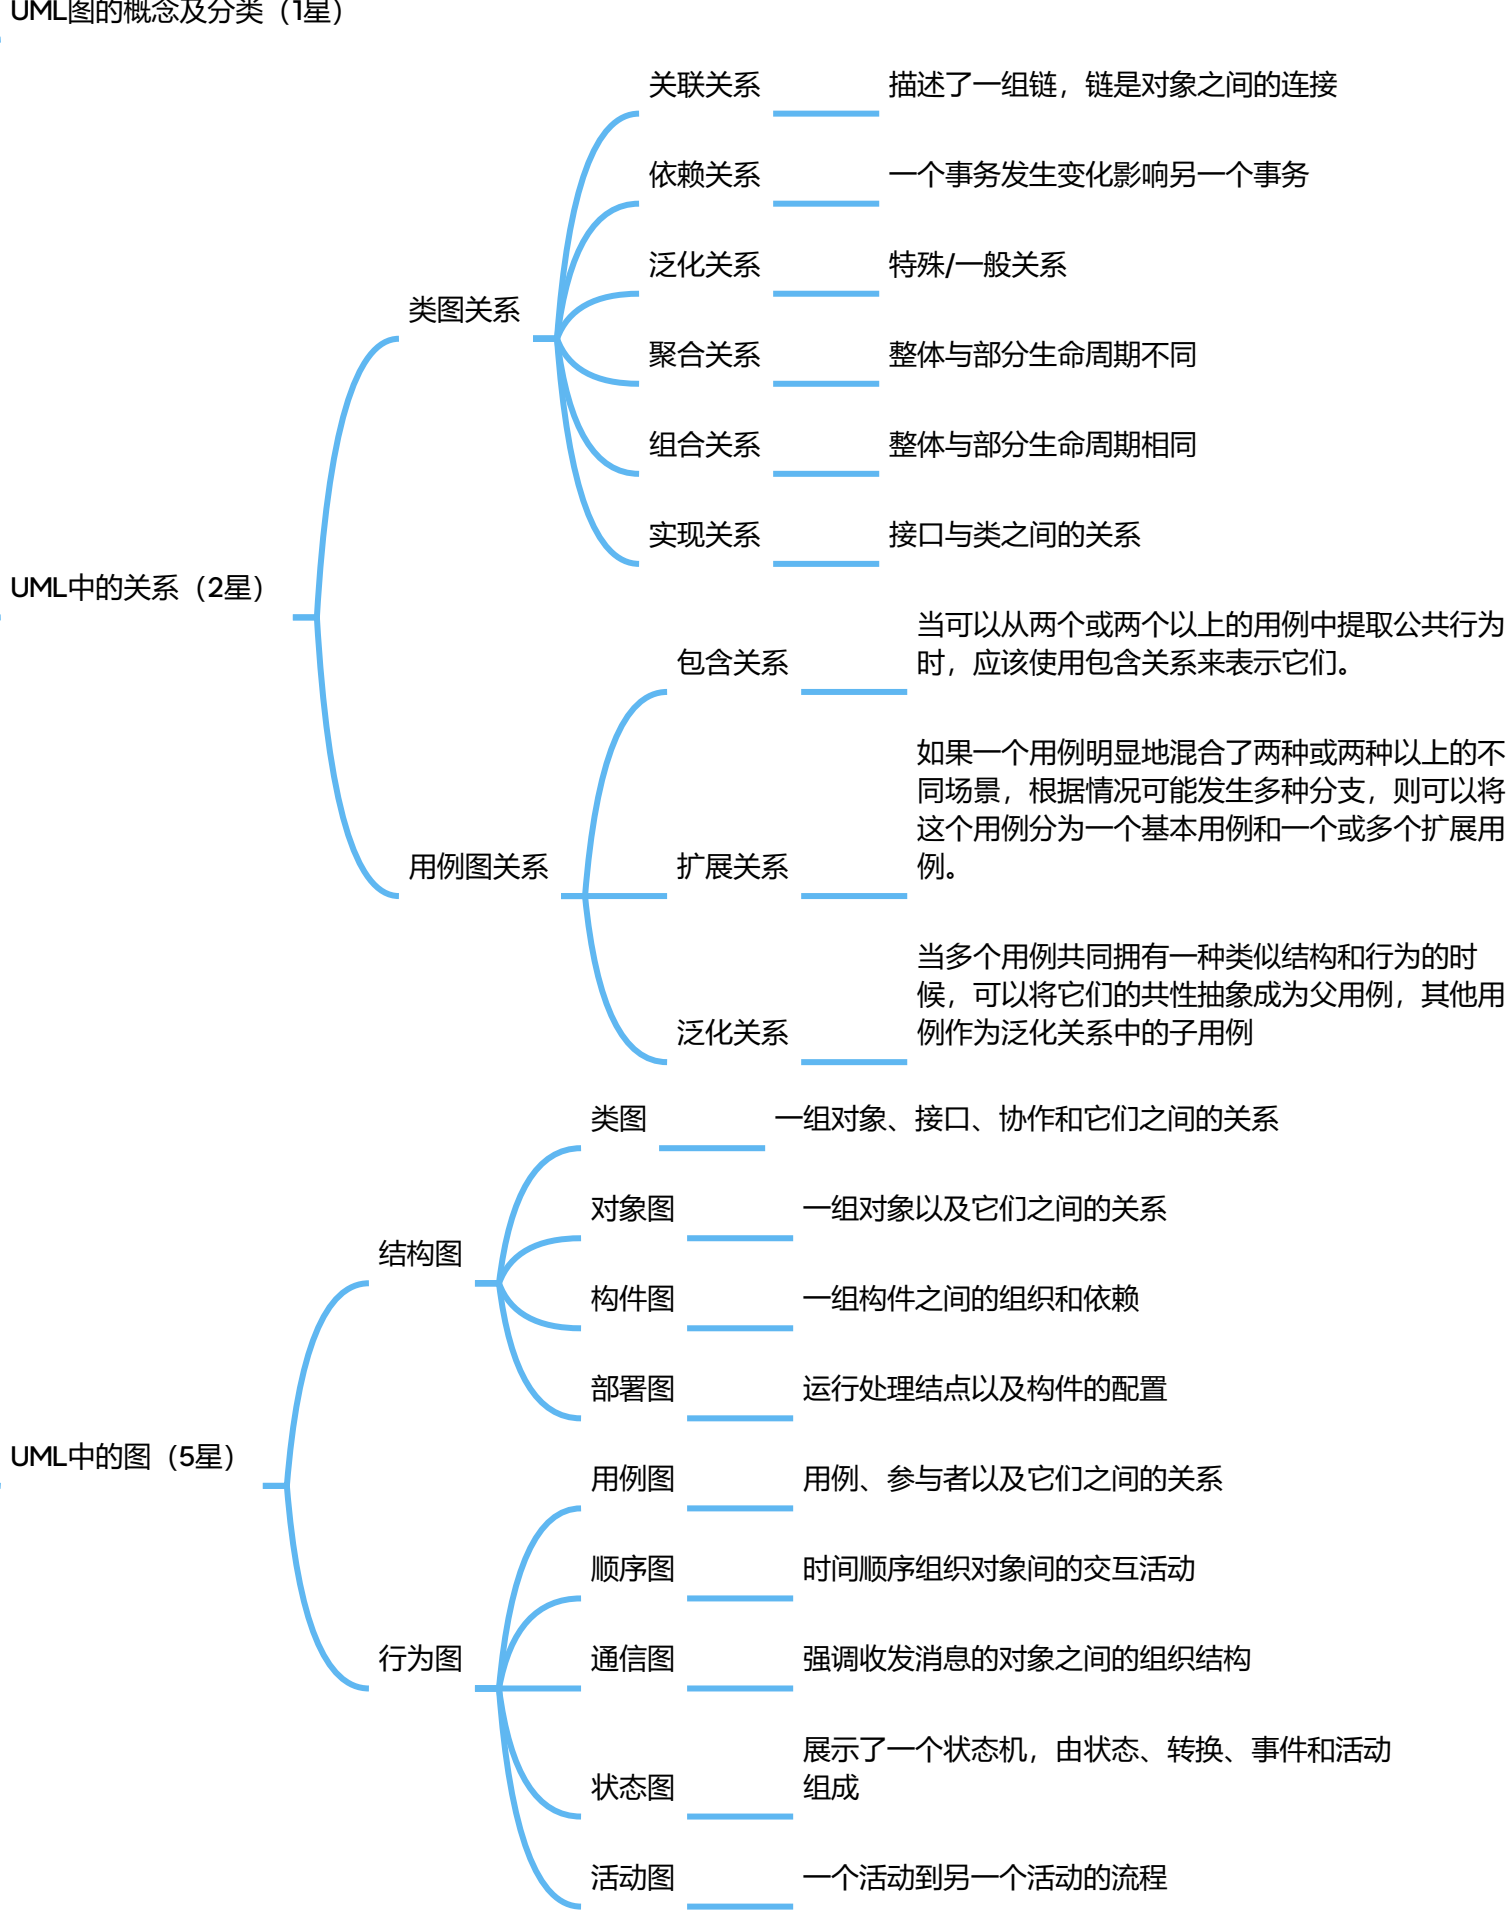 UML图的概念及分类（1星）
关联关系
描述了一组链，链是对象之间的连接
依赖关系
一个事务发生变化影响另一个事务
泛化关系
特殊/一般关系
类图关系
聚合关系
整体与部分生命周期不同
组合关系
整体与部分生命周期相同
实现关系
接口与类之间的关系
UML中的关系（2星）
包含关系
当可以从两个或两个以上的用例中提取公共行为
时，应该使用包含关系来表示它们。
用例图关系
扩展关系
如果一个用例明显地混合了两种或两种以上的不
同场景，根据情况可能发生多种分支，则可以将
这个用例分为一个基本用例和一个或多个扩展用
例。
泛化关系
当多个用例共同拥有一种类似结构和行为的时
候，可以将它们的共性抽象成为父用例，其他用
例作为泛化关系中的子用例
类图
一组对象、接口、协作和它们之间的关系
对象图
一组对象以及它们之间的关系
结构图
构件图
一组构件之间的组织和依赖
部署图
运行处理结点以及构件的配置
UML中的图（5星）
用例图
用例、参与者以及它们之间的关系
顺序图
时间顺序组织对象间的交互活动
行为图
通信图
强调收发消息的对象之间的组织结构
状态图
展示了一个状态机，由状态、转换、事件和活动
组成
活动图
一个活动到另一个活动的流程